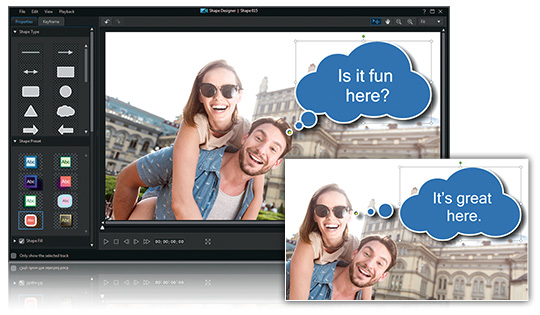 File Edit View Playback
Shape Designer | Shape 003
Properties Keyframe
Fit
Shape Type
Shape Preset
Abc Abc
Abc Abc
Abc Abc
Abc Abc
Shape Fill
Only show the selected track
00;00;00;00
Is it fun
here?
It's great
here.